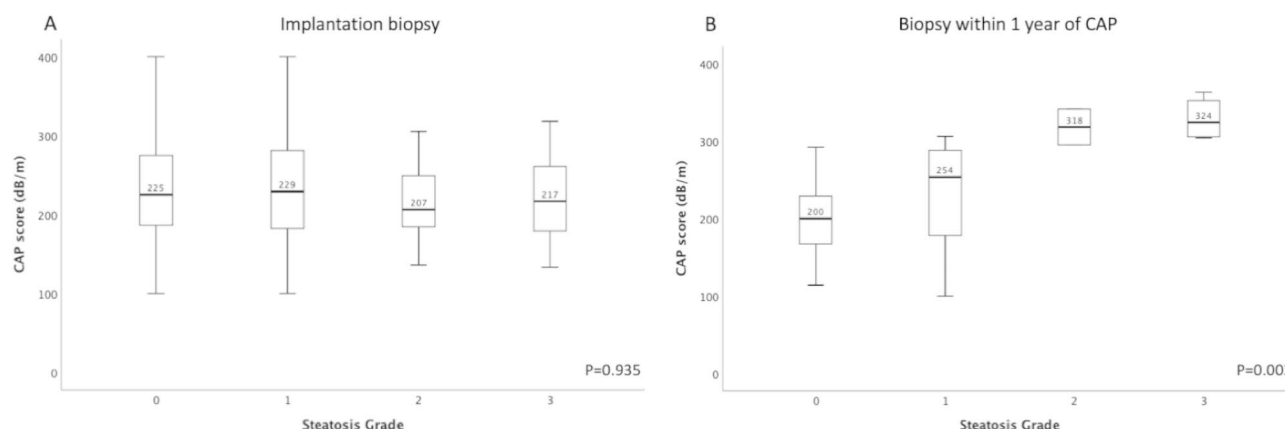 A
Implantation biopsy
CAP score (dB/m)
400
300
200
100
0
225
229
207
217
P=0.935
0 1 2 3
Steatosis Grade
B
Biopsy within 1 year of CAP
CAP score (dB/m)
400
300
200
100
0
200
254
318
324
0 1 2 3
Steatosis Grade